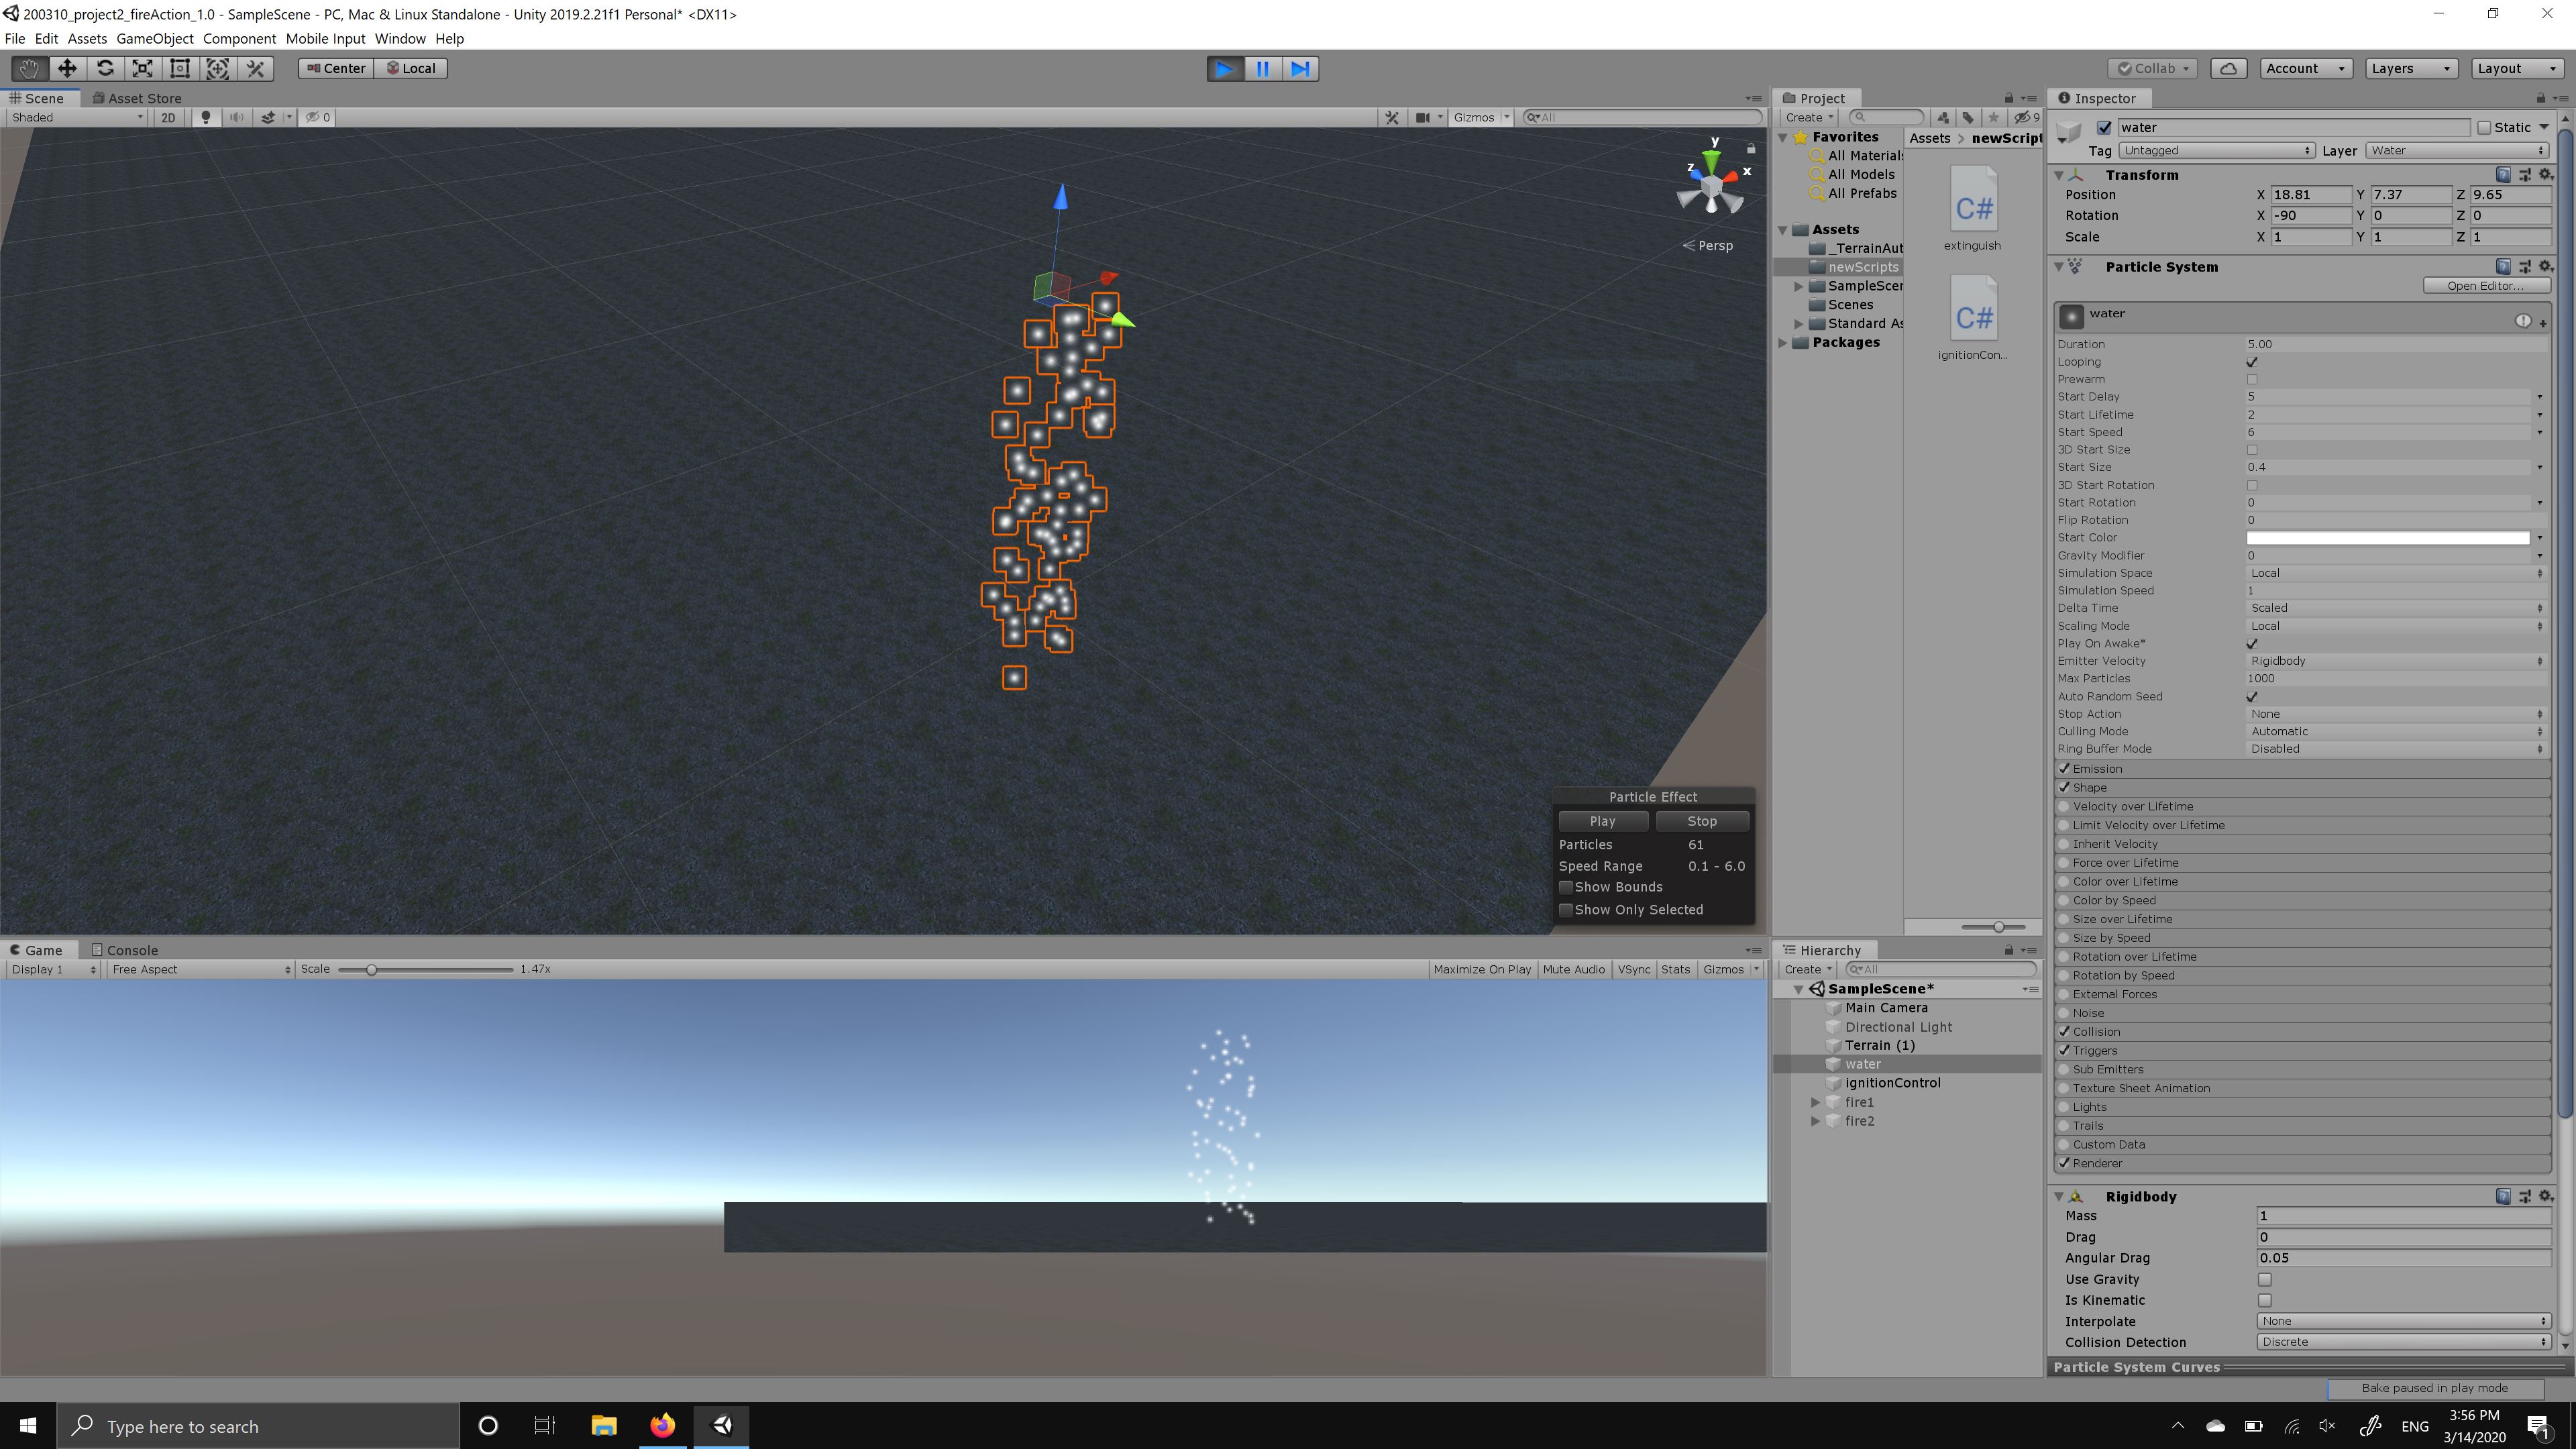 200310_project2_fireAction_1.0 - SampleScene - PC, Mac & Linux Standalone - Unity 2019.2.21f1 Personal* <DX11>
File Edit Assets GameObject Component Mobile Input Window Help
Center Local
Collab Account Layers Layout
Scene Asset Store
Shaded 2D 0 Gizmos All
y
z x
Persp
Particle Effect
Play Stop
Particles 61
Speed Range 0.1 - 6.0
Show Bounds
Show Only Selected
Game Console
Display 1 Free Aspect Scale 1.47x Maximize On Play Mute Audio VSync Stats Gizmos
Project
Create 9
Favorites
All Materials
All Models
All Prefabs
Assets
_TerrainAut
newScripts
SampleScen
Scenes
Standard As
Packages
Assets > newScript
C#
extinguish
C#
ignitionCon...
Hierarchy
Create All
SampleScene*
Main Camera
Directional Light
Terrain (1)
water
ignitionControl
fire1
fire2
Inspector
water Static
Tag Untagged Layer Water
Transform
Position X 18.81 Y 7.37 Z 9.65
Rotation X -90 Y 0 Z 0
Scale X 1 Y 1 Z 1
Particle System
Open Editor...
water
Duration 5.00
Looping
Prewarm
Start Delay 5
Start Lifetime 2
Start Speed 6
3D Start Size
Start Size 0.4
3D Start Rotation
Start Rotation 0
Flip Rotation 0
Start Color
Gravity Modifier 0
Simulation Space Local
Simulation Speed 1
Delta Time Scaled
Scaling Mode Local
Play On Awake*
Emitter Velocity Rigidbody
Max Particles 1000
Auto Random Seed
Stop Action None
Culling Mode Automatic
Ring Buffer Mode Disabled
Emission
Shape
Velocity over Lifetime
Limit Velocity over Lifetime
Inherit Velocity
Force over Lifetime
Color over Lifetime
Color by Speed
Size over Lifetime
Size by Speed
Rotation over Lifetime
Rotation by Speed
External Forces
Noise
Collision
Triggers
Sub Emitters
Texture Sheet Animation
Lights
Trails
Custom Data
Renderer
Rigidbody
Mass 1
Drag 0
Angular Drag 0.05
Use Gravity
Is Kinematic
Interpolate None
Collision Detection Discrete
Particle System Curves
Bake paused in play mode
Type here to search
ENG
3:56 PM
3/14/2020
1